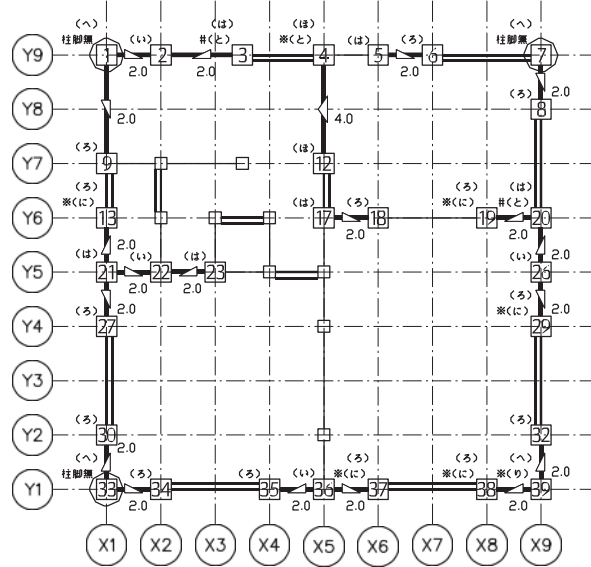 (へ) (は) (ほ) (へ)
柱脚無 (い) #(と) ※(と) (は) (ろ) 柱脚無
Y9 1 2 3 4 5 6 7
2.0 2.0 2.0 2.0
(ろ)
Y8 2.0 4.0 8
(ろ) (ほ)
Y7 9 12
(ろ) (ろ) (は)
※(に) (は) (ろ) ※(に) #(と)
Y6 13 17 18 19 20
2.0 2.0 2.0 2.0
(は) (い) (は) (い)
Y5 21 22 23 26
2.0 2.0 2.0 2.0
(ろ) (ろ) ※(に)
Y4 27 29
Y3
(ろ) (ろ)
Y2 30 32
2.0 2.0
(へ) (ろ) (へ)
柱脚無 (ろ) (ろ) (い) ※(に) ※(に) ※(り)
Y1 33 34 35 36 37 38 39
2.0 2.0 2.0 2.0
X1 X2 X3 X4 X5 X6 X7 X8 X9